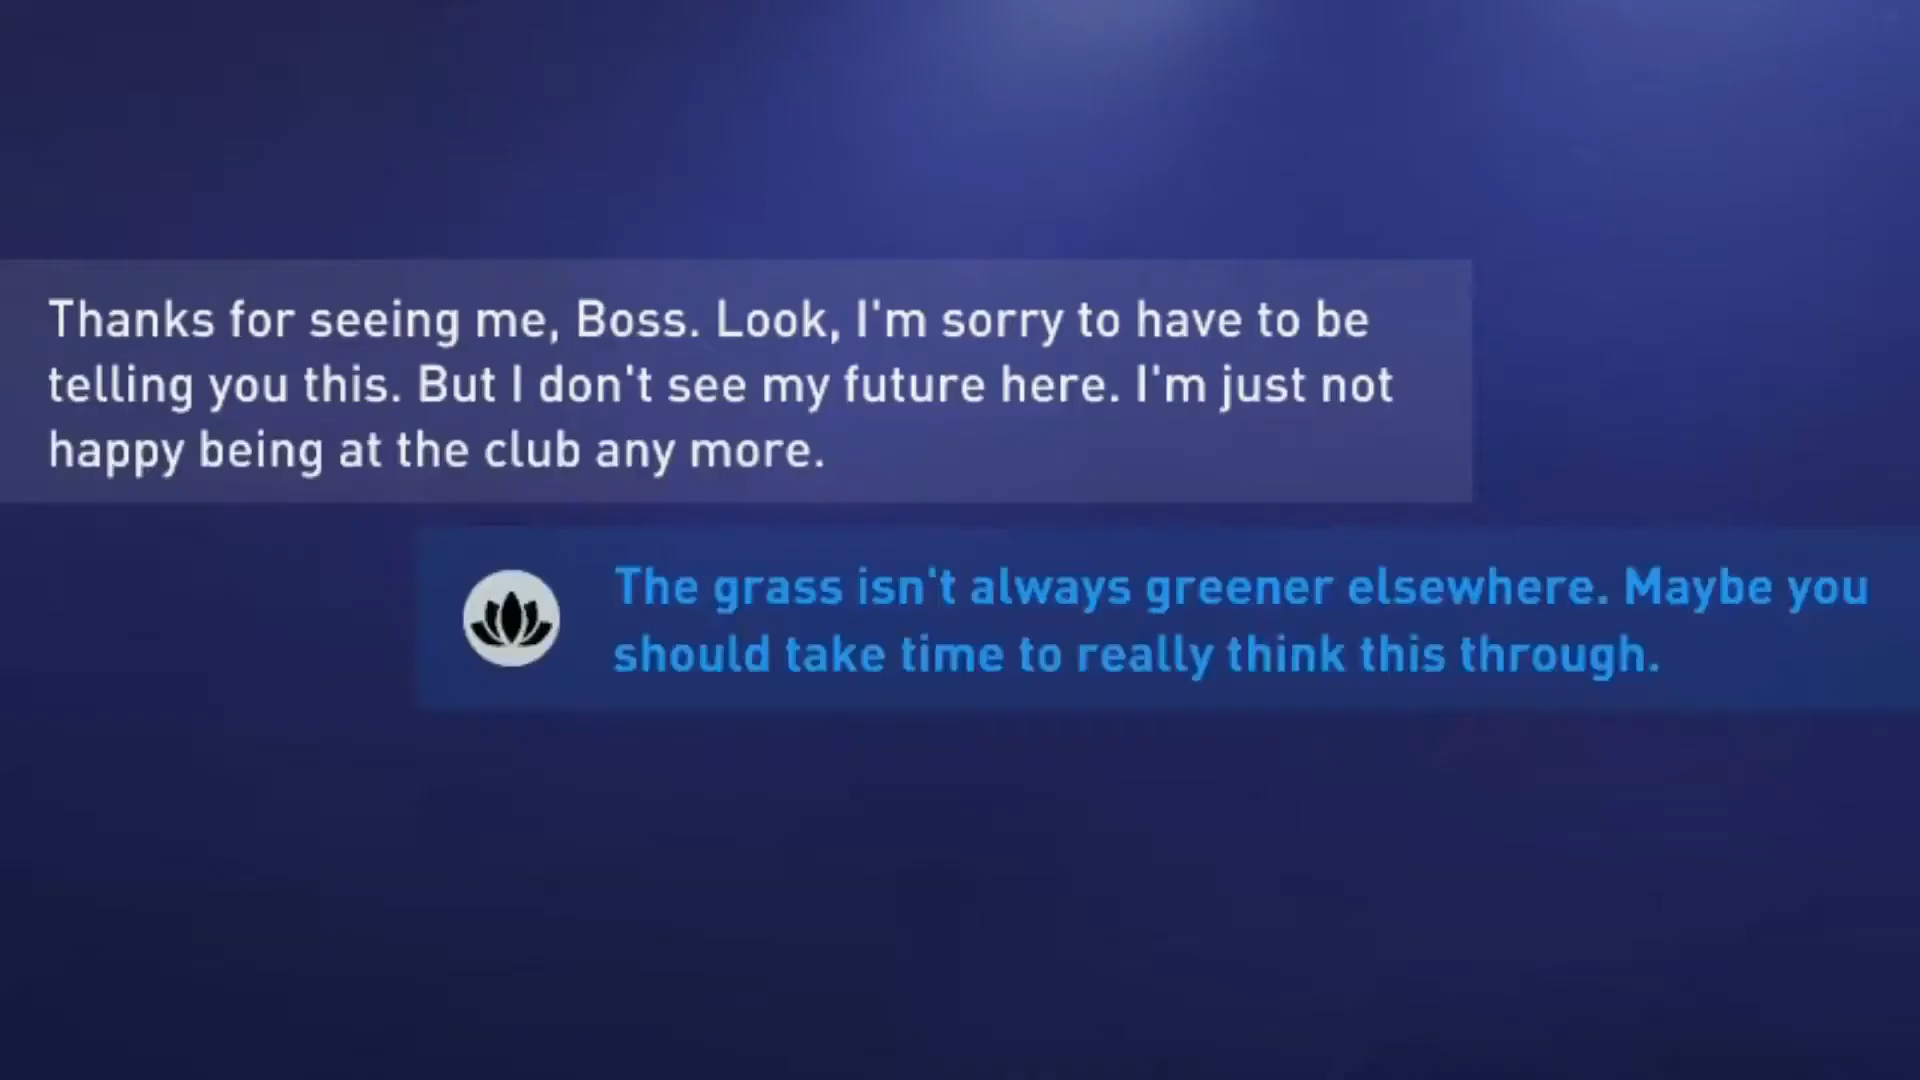 Thanks for seeing me, Boss. Look, I'm sorry to have to be
telling you this. But I don't see my future here. I'm just not
happy being at the club any more.
The grass isn't always greener elsewhere. Maybe you
should take time to really think this through.